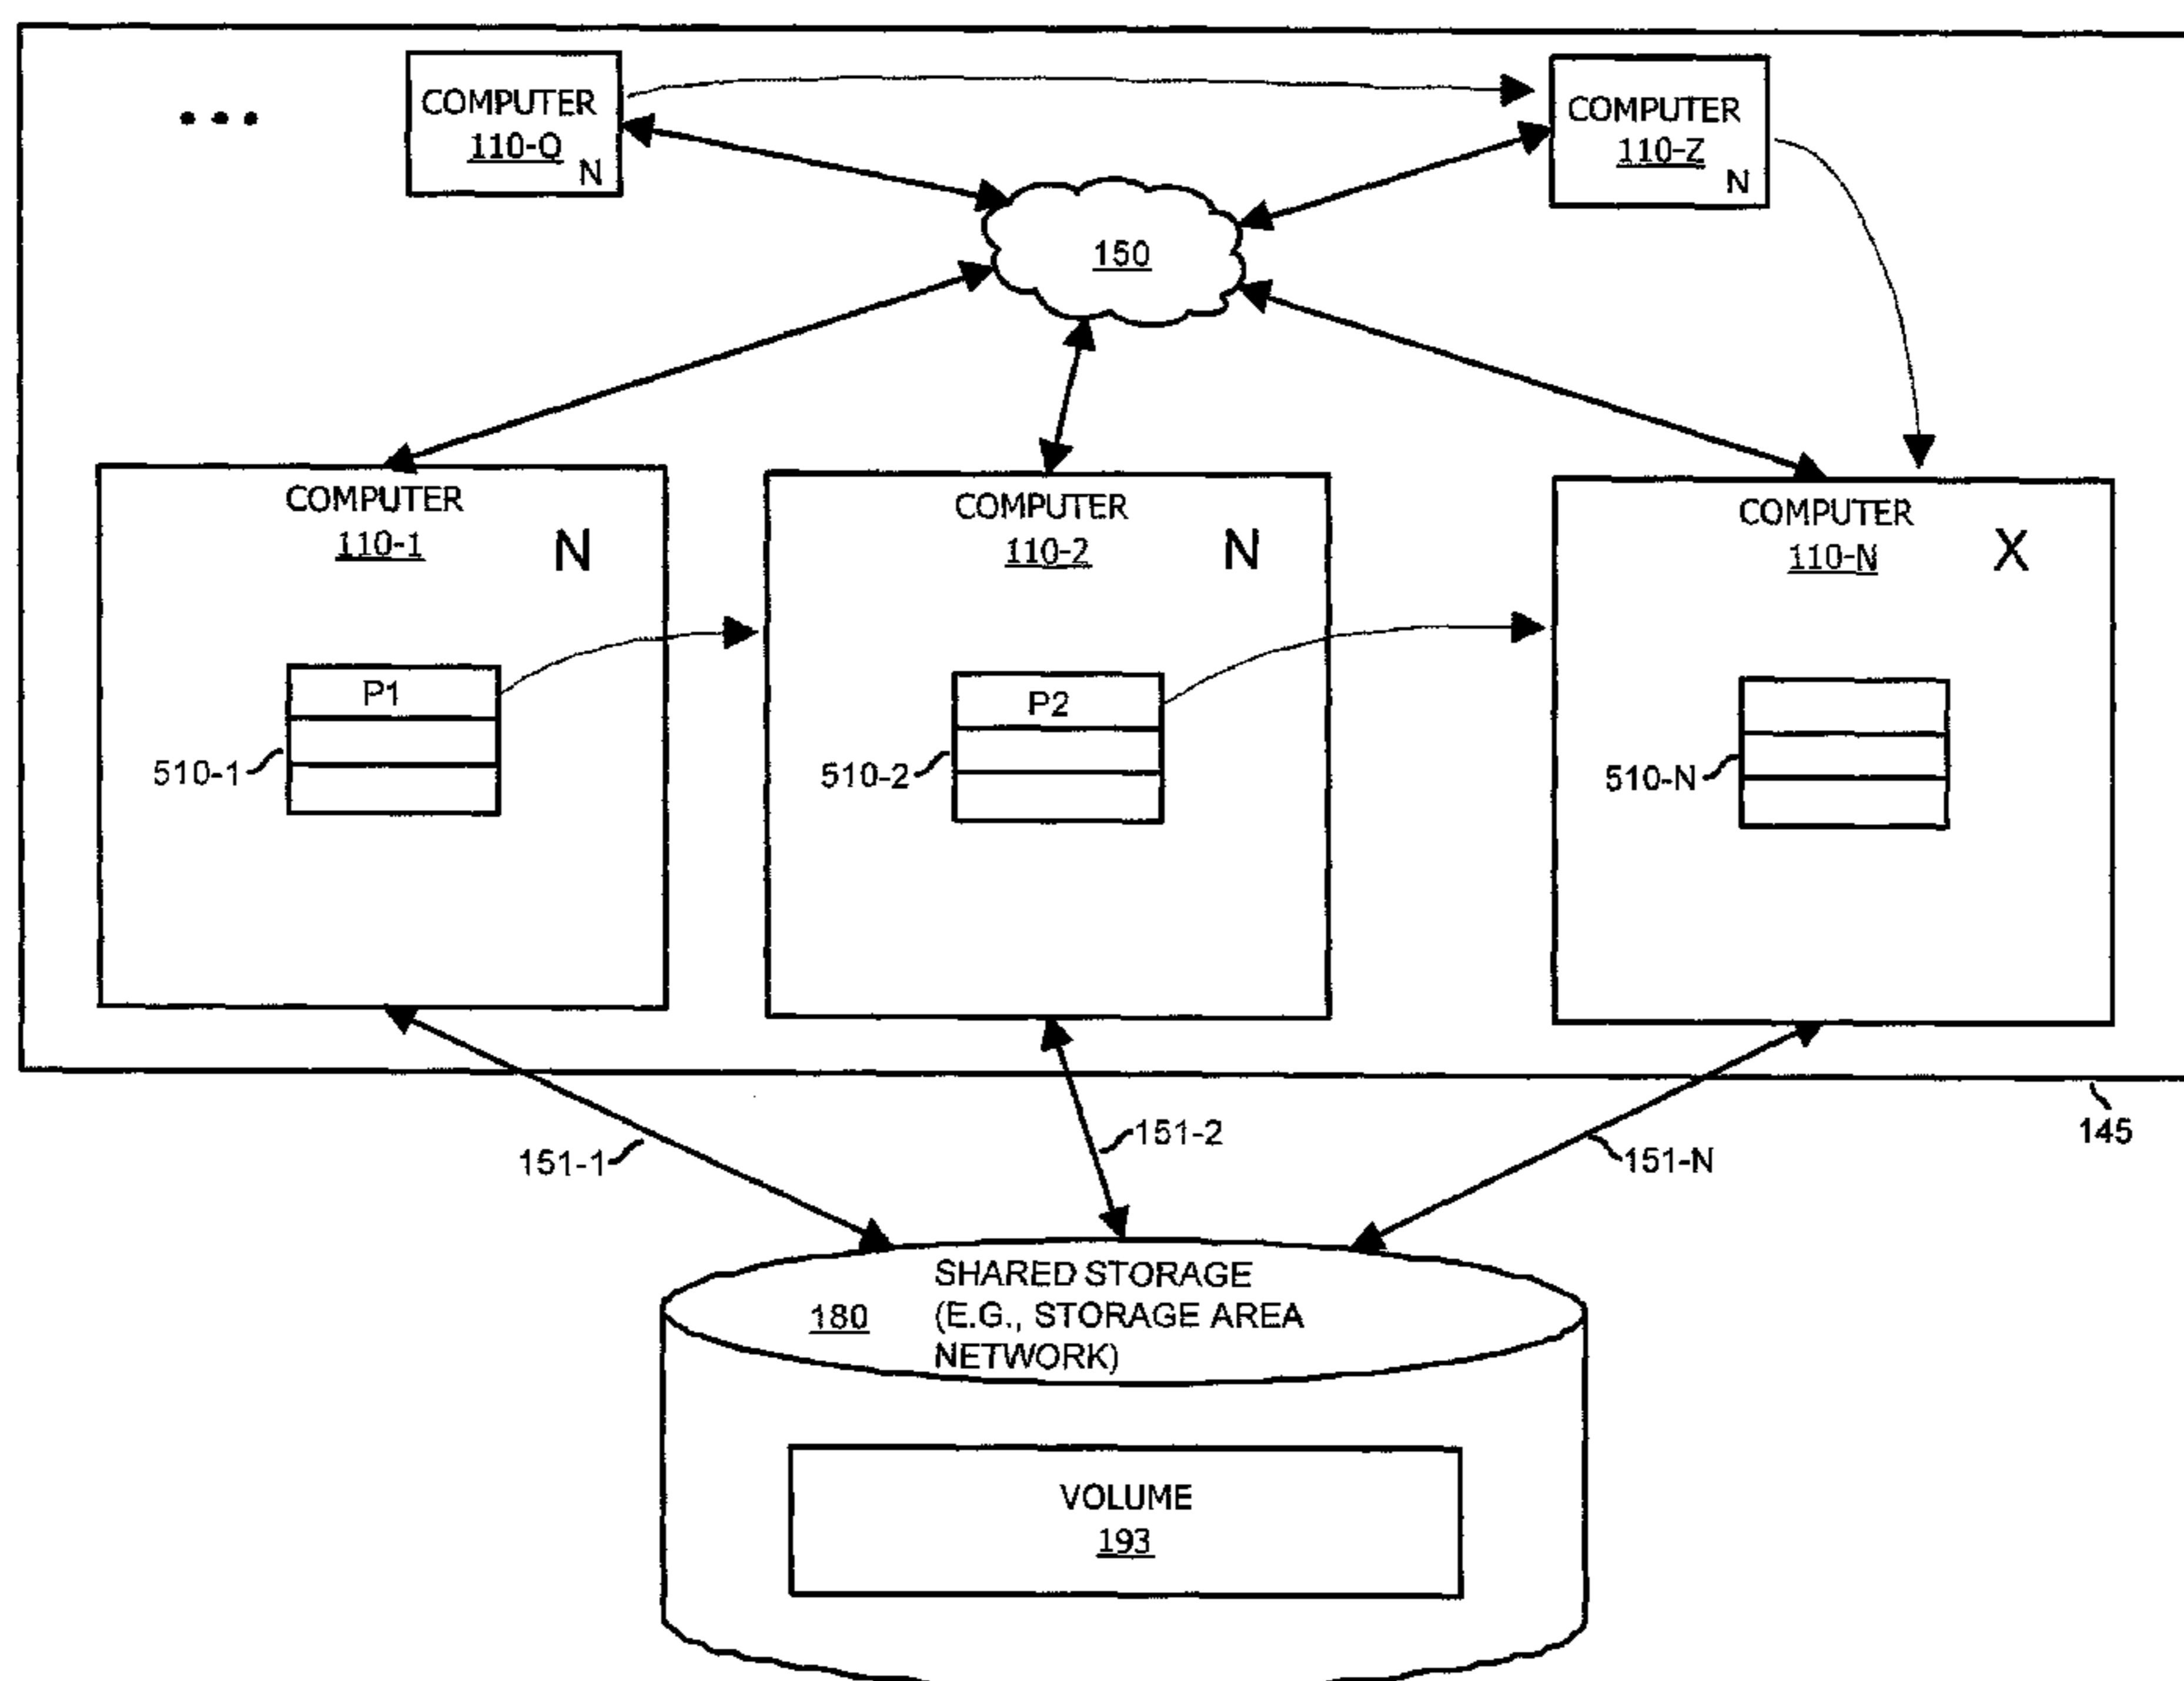 •••
COMPUTER
110-Q
N
COMPUTER
110-Z
N
150
COMPUTER
110-1
N
COMPUTER
110-2
N
COMPUTER
110-N
X
P1
P2
510-1
510-2
510-N
145
151-1
151-2
151-N
SHARED STORAGE
180
(E.G., STORAGE AREA
NETWORK)
VOLUME
193